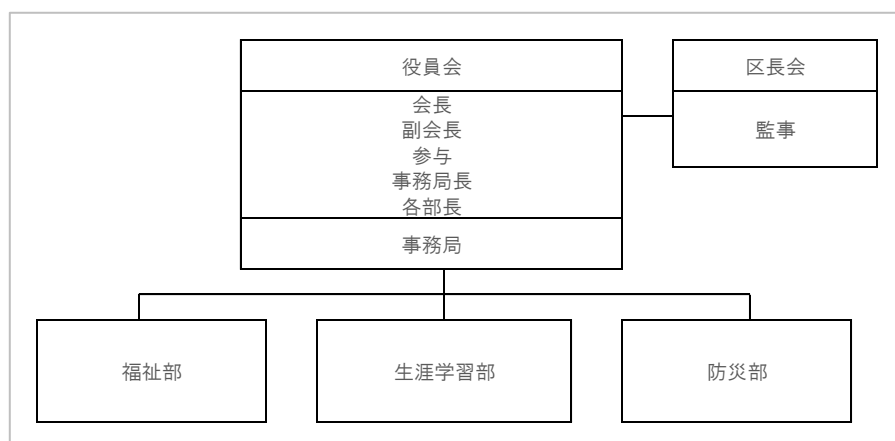 役員会
会長
副会長
参与
事務局長
各部長
事務局
区長会
監事
福祉部
生涯学習部
防災部